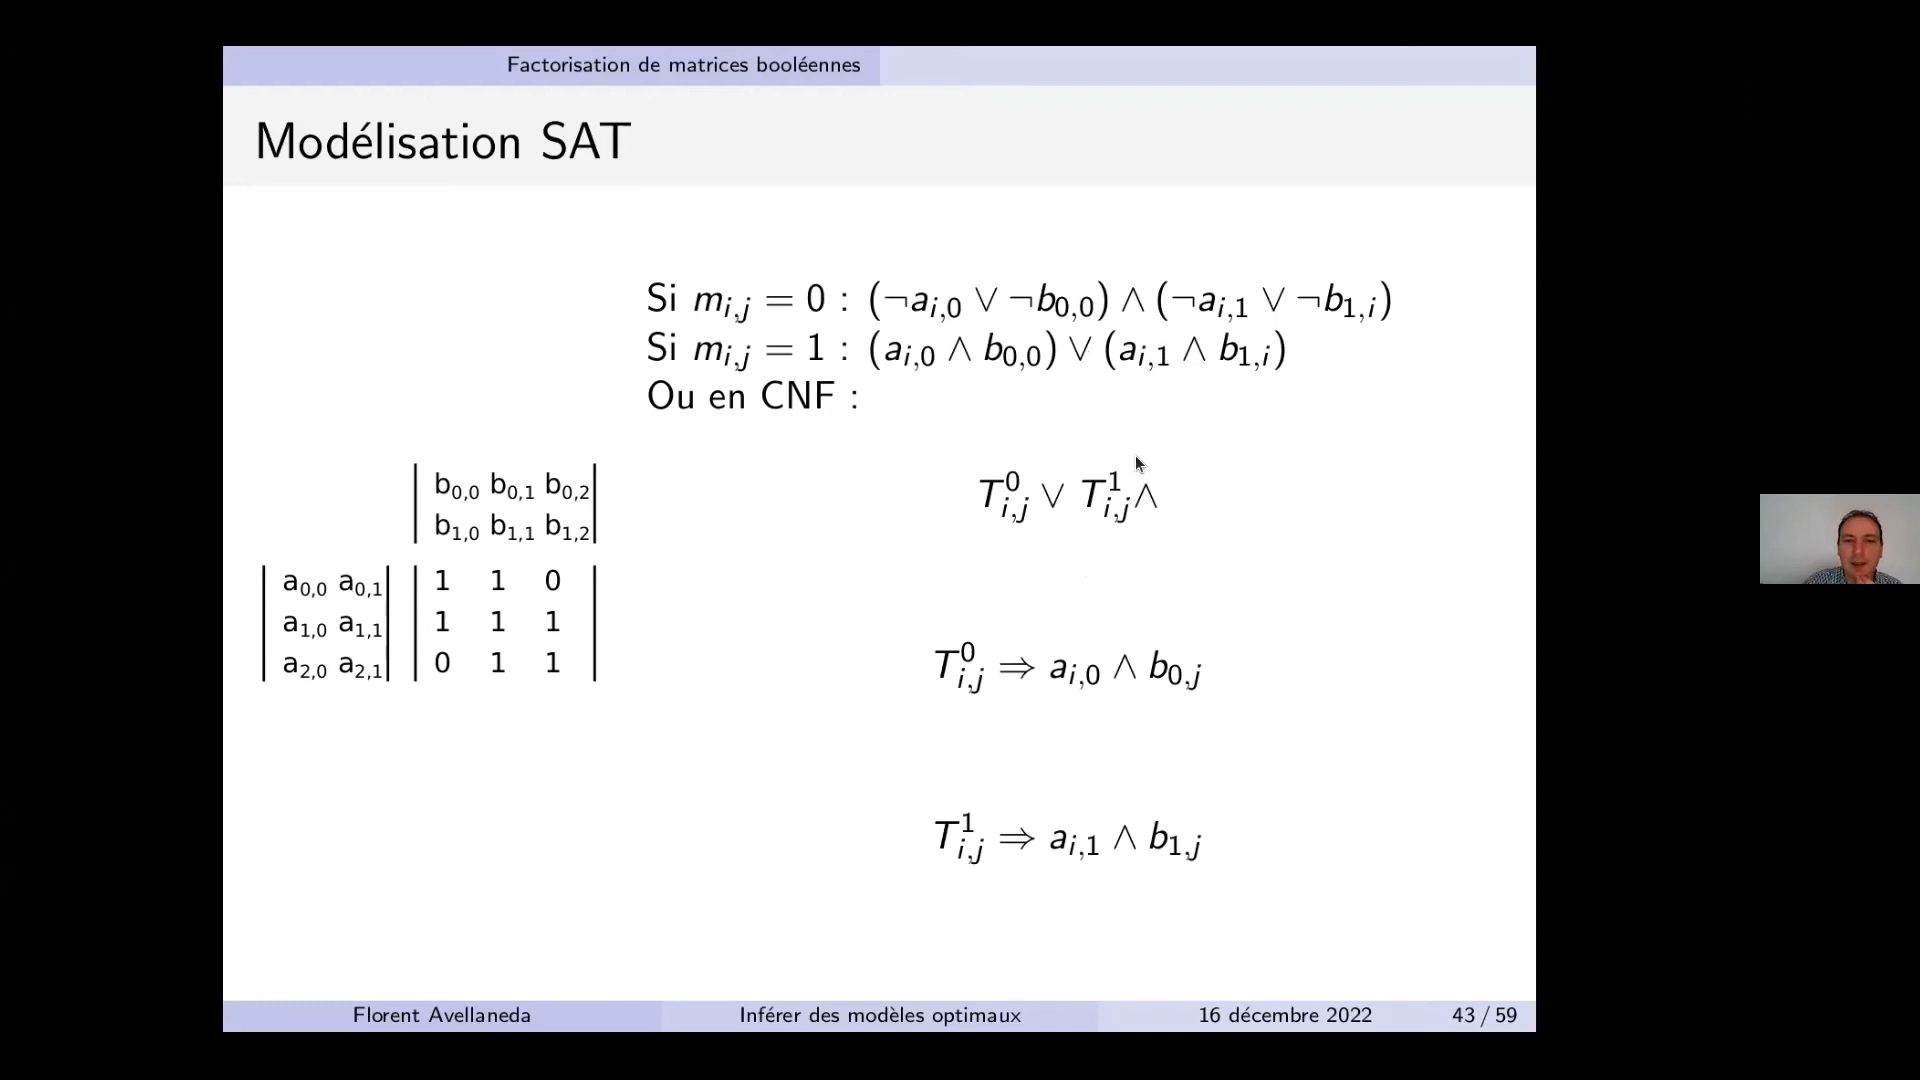 Factorisation de matrices booléennes
Modélisation SAT
Si m_{i,j} = 0 : (¬a_{i,0} ∨ ¬b_{0,0}) ∧ (¬a_{i,1} ∨ ¬b_{1,i})
Si m_{i,j} = 1 : (a_{i,0} ∧ b_{0,0}) ∨ (a_{i,1} ∧ b_{1,i})
Ou en CNF :
b_{0,0} b_{0,1} b_{0,2}
b_{1,0} b_{1,1} b_{1,2}
a_{0,0} a_{0,1} 1 1 0
a_{1,0} a_{1,1} 1 1 1
a_{2,0} a_{2,1} 0 1 1
T^0_{i,j} ∨ T^1_{i,j} ∧
T^0_{i,j} ⇒ a_{i,0} ∧ b_{0,j}
T^1_{i,j} ⇒ a_{i,1} ∧ b_{1,j}
Florent Avellaneda Inférer des modèles optimaux 16 décembre 2022 43 / 59